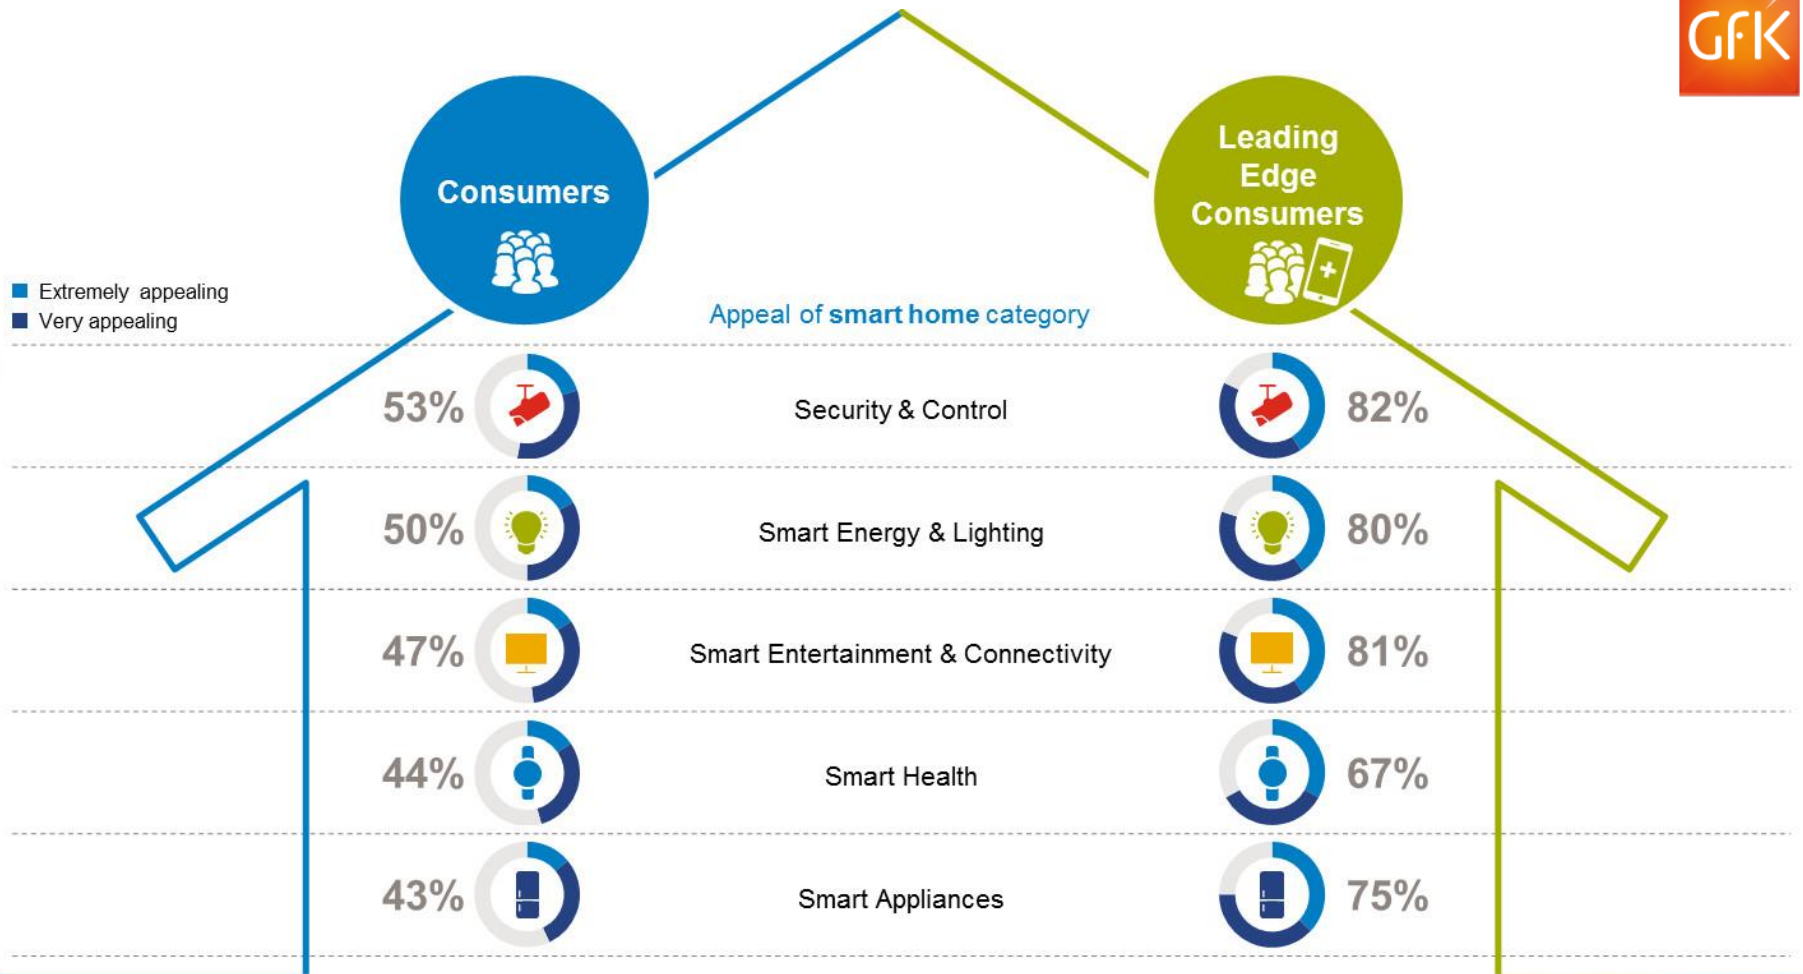 GFK
Consumers
Leading
Edge
Consumers
Extremely appealing
Very appealing
Appeal of smart home category
53%
Security & Control
82%
50%
Smart Energy & Lighting
80%
47%
Smart Entertainment & Connectivity
81%
44%
Smart Health
67%
43%
Smart Appliances
75%